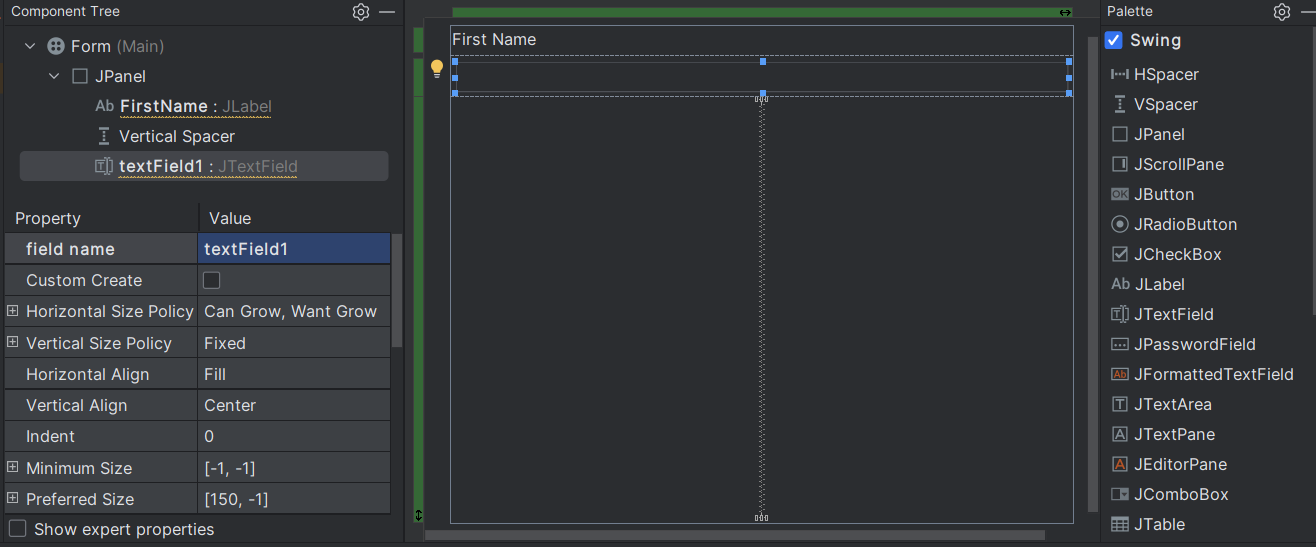 Component Tree
Form (Main)
JPanel
Ab FirstName : JLabel
Vertical Spacer
textField1 : JTextField
Property Value
field name textField1
Custom Create
Horizontal Size Policy Can Grow, Want Grow
Vertical Size Policy Fixed
Horizontal Align Fill
Vertical Align Center
Indent 0
Minimum Size [-1, -1]
Preferred Size [150, -1]
Show expert properties
First Name
Palette
Swing
HSpacer
VSpacer
JPanel
JScrollPane
OK JButton
JRadioButton
JCheckBox
Ab JLabel
T JTextField
JPasswordField
Ab JFormattedTextField
T JTextArea
A JTextPane
A JEditorPane
JComboBox
JTable